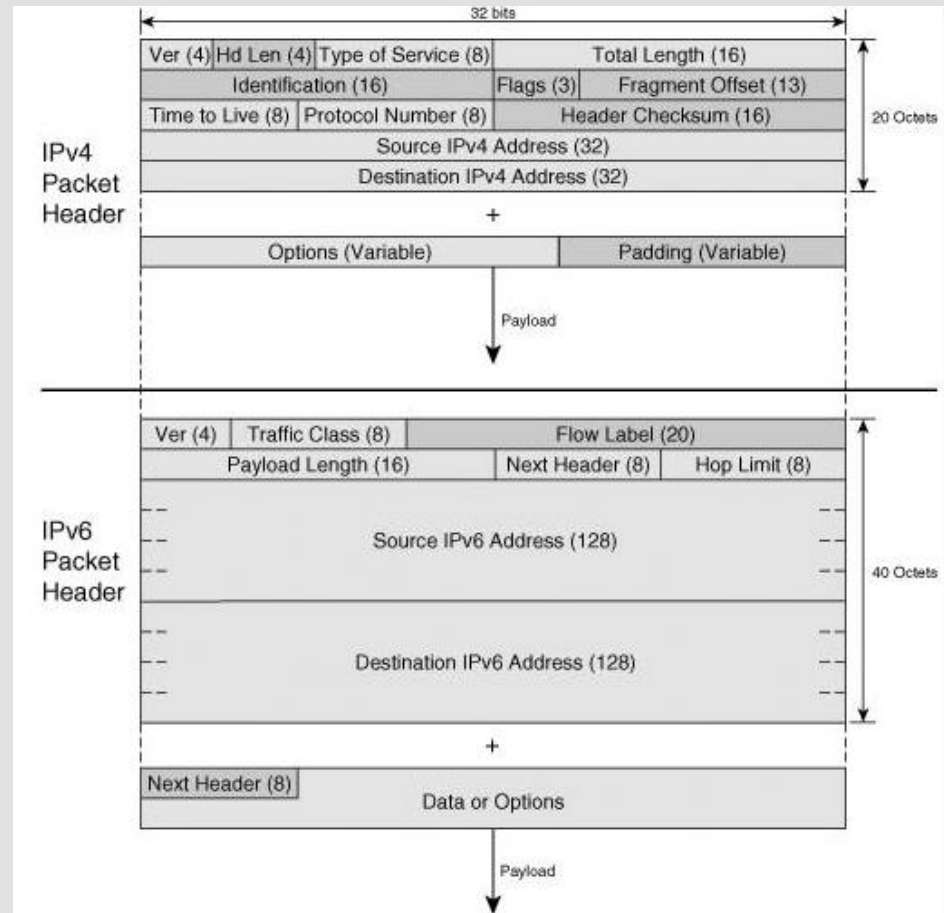 32 bits
Ver (4) Hd Len (4) Type of Service (8) Total Length (16)
Identification (16) Flags (3) Fragment Offset (13)
Time to Live (8) Protocol Number (8) Header Checksum (16)
20 Octets
Source IPv4 Address (32)
Destination IPv4 Address (32)
IPv4
Packet
Header
+
Options (Variable) Padding (Variable)
Payload
Ver (4) Traffic Class (8) Flow Label (20)
Payload Length (16) Next Header (8) Hop Limit (8)
IPv6
Packet
Header
Source IPv6 Address (128)
40 Octets
Destination IPv6 Address (128)
+
Next Header (8)
Data or Options
Payload